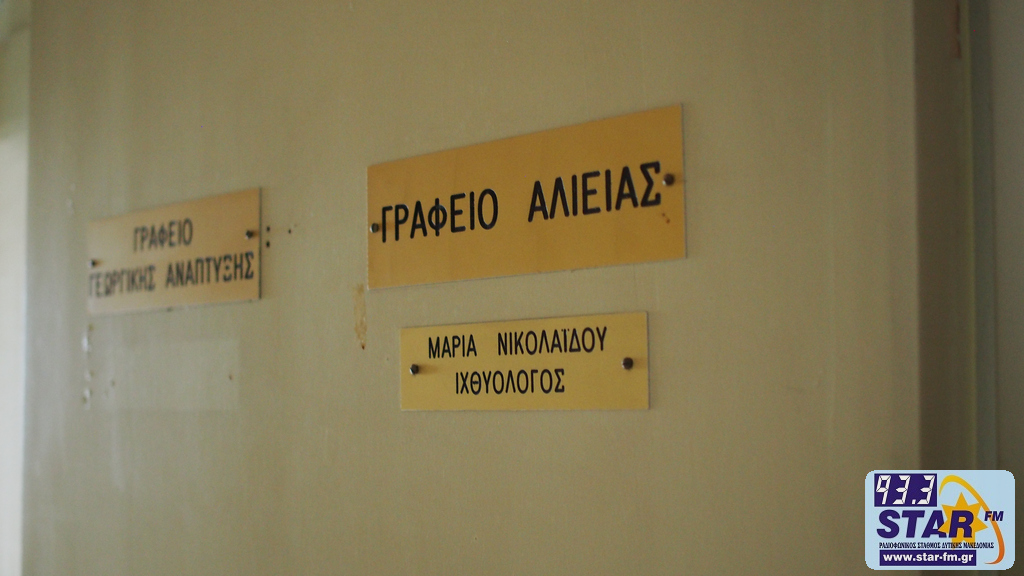 ΓΡΑΦΕΙΟ
ΓΕΩΡΓΙΚΗΣ ΑΝΑΠΤΥΞΗΣ
ΓΡΑΦΕΙΟ ΑΛΙΕΙΑΣ
ΜΑΡΙΑ ΝΙΚΟΛΑΪΔΟΥ
ΙΧΘΥΟΛΟΓΟΣ
93.3
STAR FM
ΡΑΔΙΟΦΩΝΙΚΟΣ ΣΤΑΘΜΟΣ ΔΥΤΙΚΗΣ ΜΑΚΕΔΟΝΙΑΣ
www.star-fm.gr